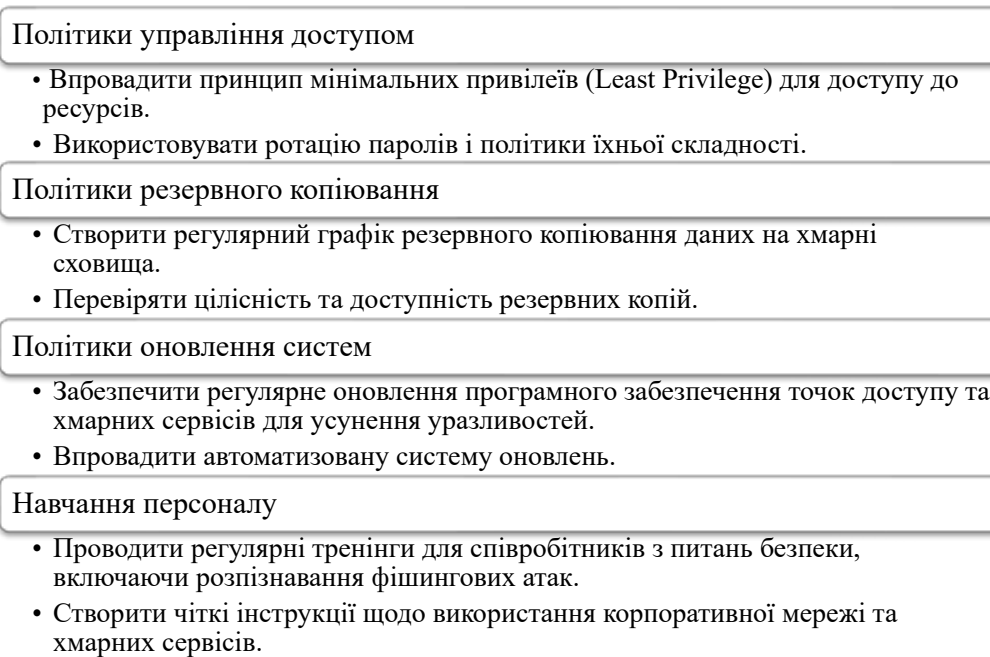 Політики управління доступом
• Впровадити принцип мінімальних привілеїв (Least Privilege) для доступу до
ресурсів.
• Використовувати ротацію паролів і політики їхньої складності.
Політики резервного копіювання
• Створити регулярний графік резервного копіювання даних на хмарні
сховища.
• Перевіряти цілісність та доступність резервних копій.
Політики оновлення систем
• Забезпечити регулярне оновлення програмного забезпечення точок доступу та
хмарних сервісів для усунення уразливостей.
• Впровадити автоматизовану систему оновлень.
Навчання персоналу
• Проводити регулярні тренінги для співробітників з питань безпеки,
включаючи розпізнавання фішингових атак.
• Створити чіткі інструкції щодо використання корпоративної мережі та
хмарних сервісів.